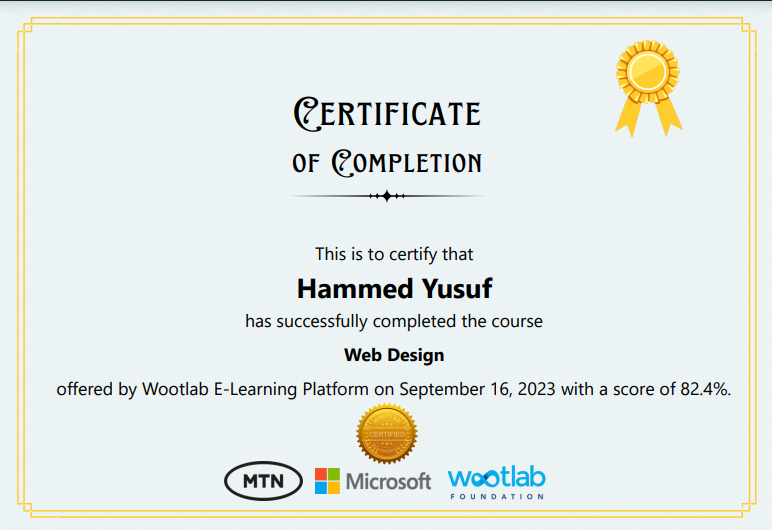 CERTIFICATE
OF COMPLETION
This is to certify that
Hammed Yusuf
has successfully completed the course
Web Design
offered by Wootlab E-Learning Platform on September 16, 2023 with a score of 82.4%.
CERTIFIED
MTN
Microsoft
wootlab
FOUNDATION